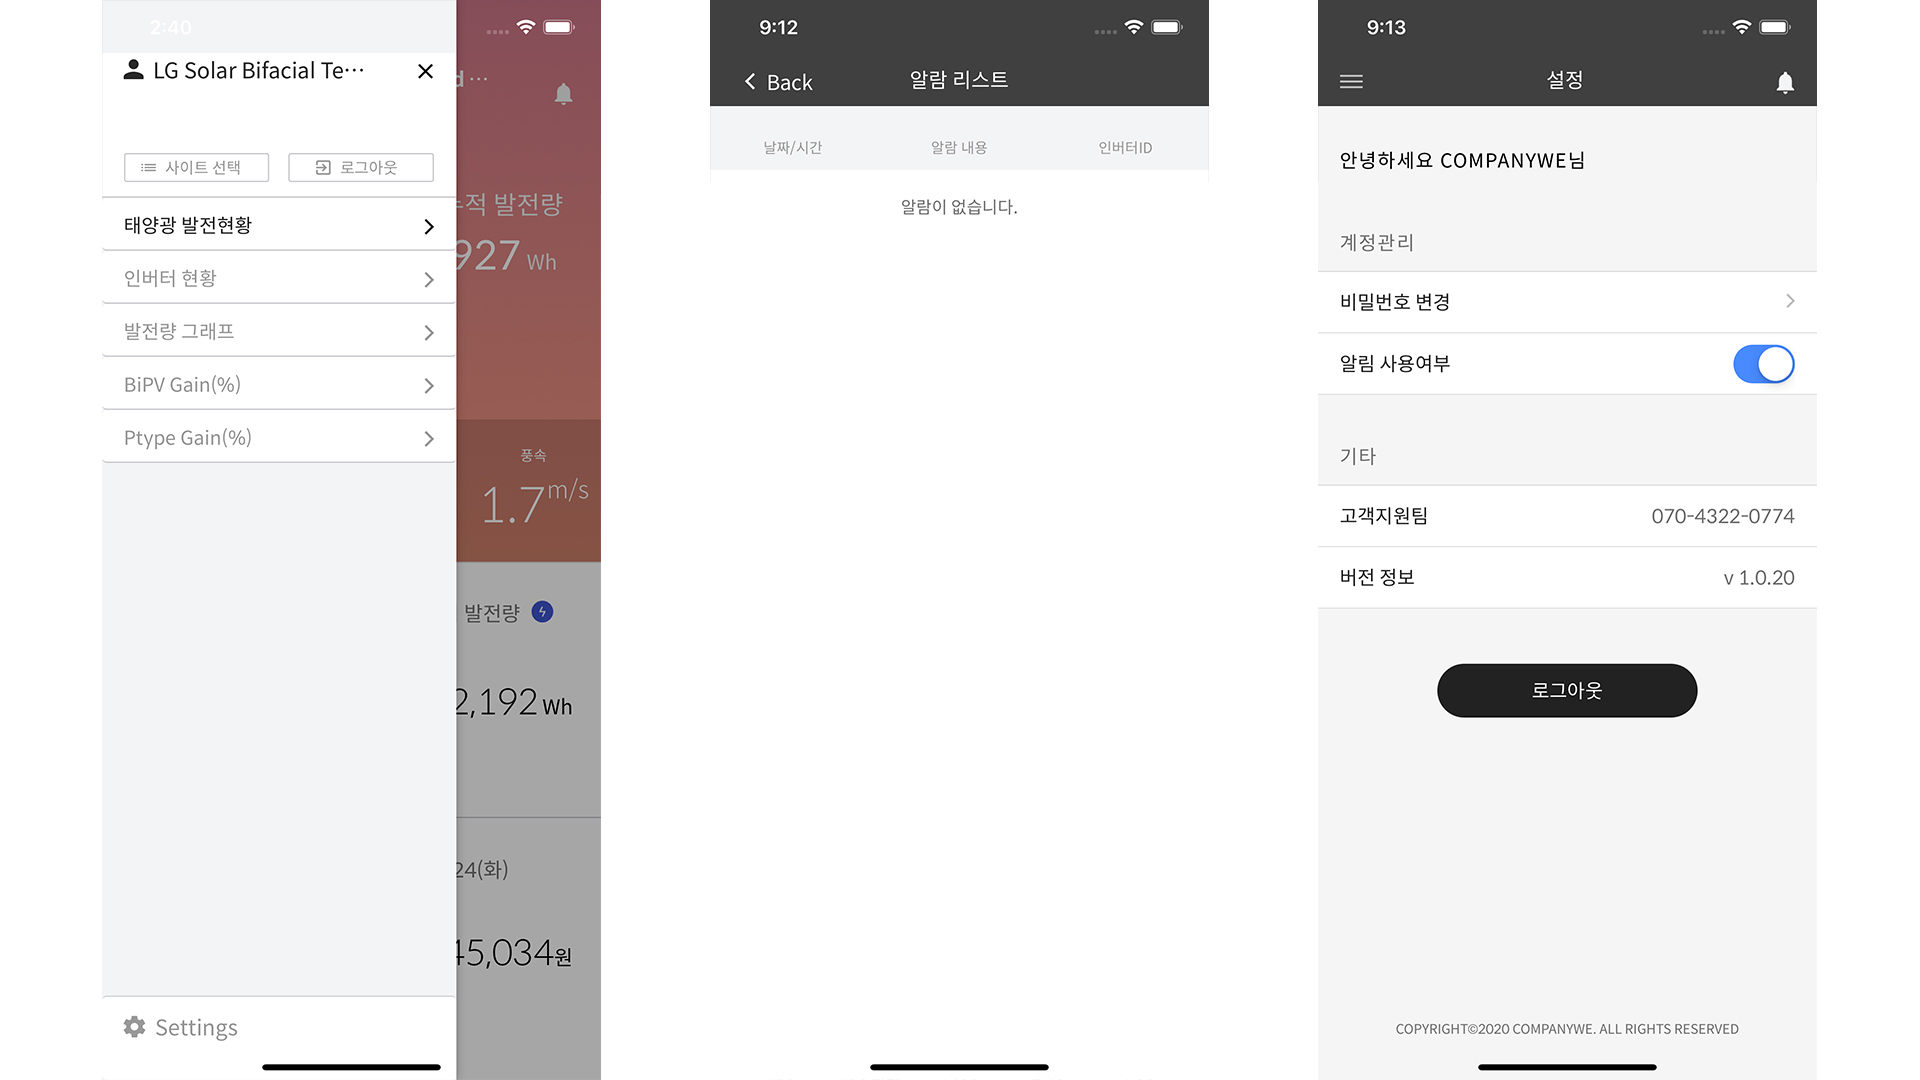 2:40
LG Solar Bifacial Te…
사이트 선택
로그아웃
태양광 발전현황
인버터 현황
발전량 그래프
BiPV Gain(%)
Ptype Gain(%)
Settings
d …
적 발전량
927 Wh
풍속
1.7 m/s
발전량
2,192 Wh
24(화)
45,034원
9:12
Back
알람 리스트
날짜/시간
알람 내용
인버터ID
알람이 없습니다.
9:13
설정
안녕하세요 COMPANYWE님
계정관리
비밀번호 변경
알림 사용여부
기타
고객지원팀
070-4322-0774
버전 정보
v 1.0.20
로그아웃
COPYRIGHT©2020 COMPANYWE. ALL RIGHTS RESERVED